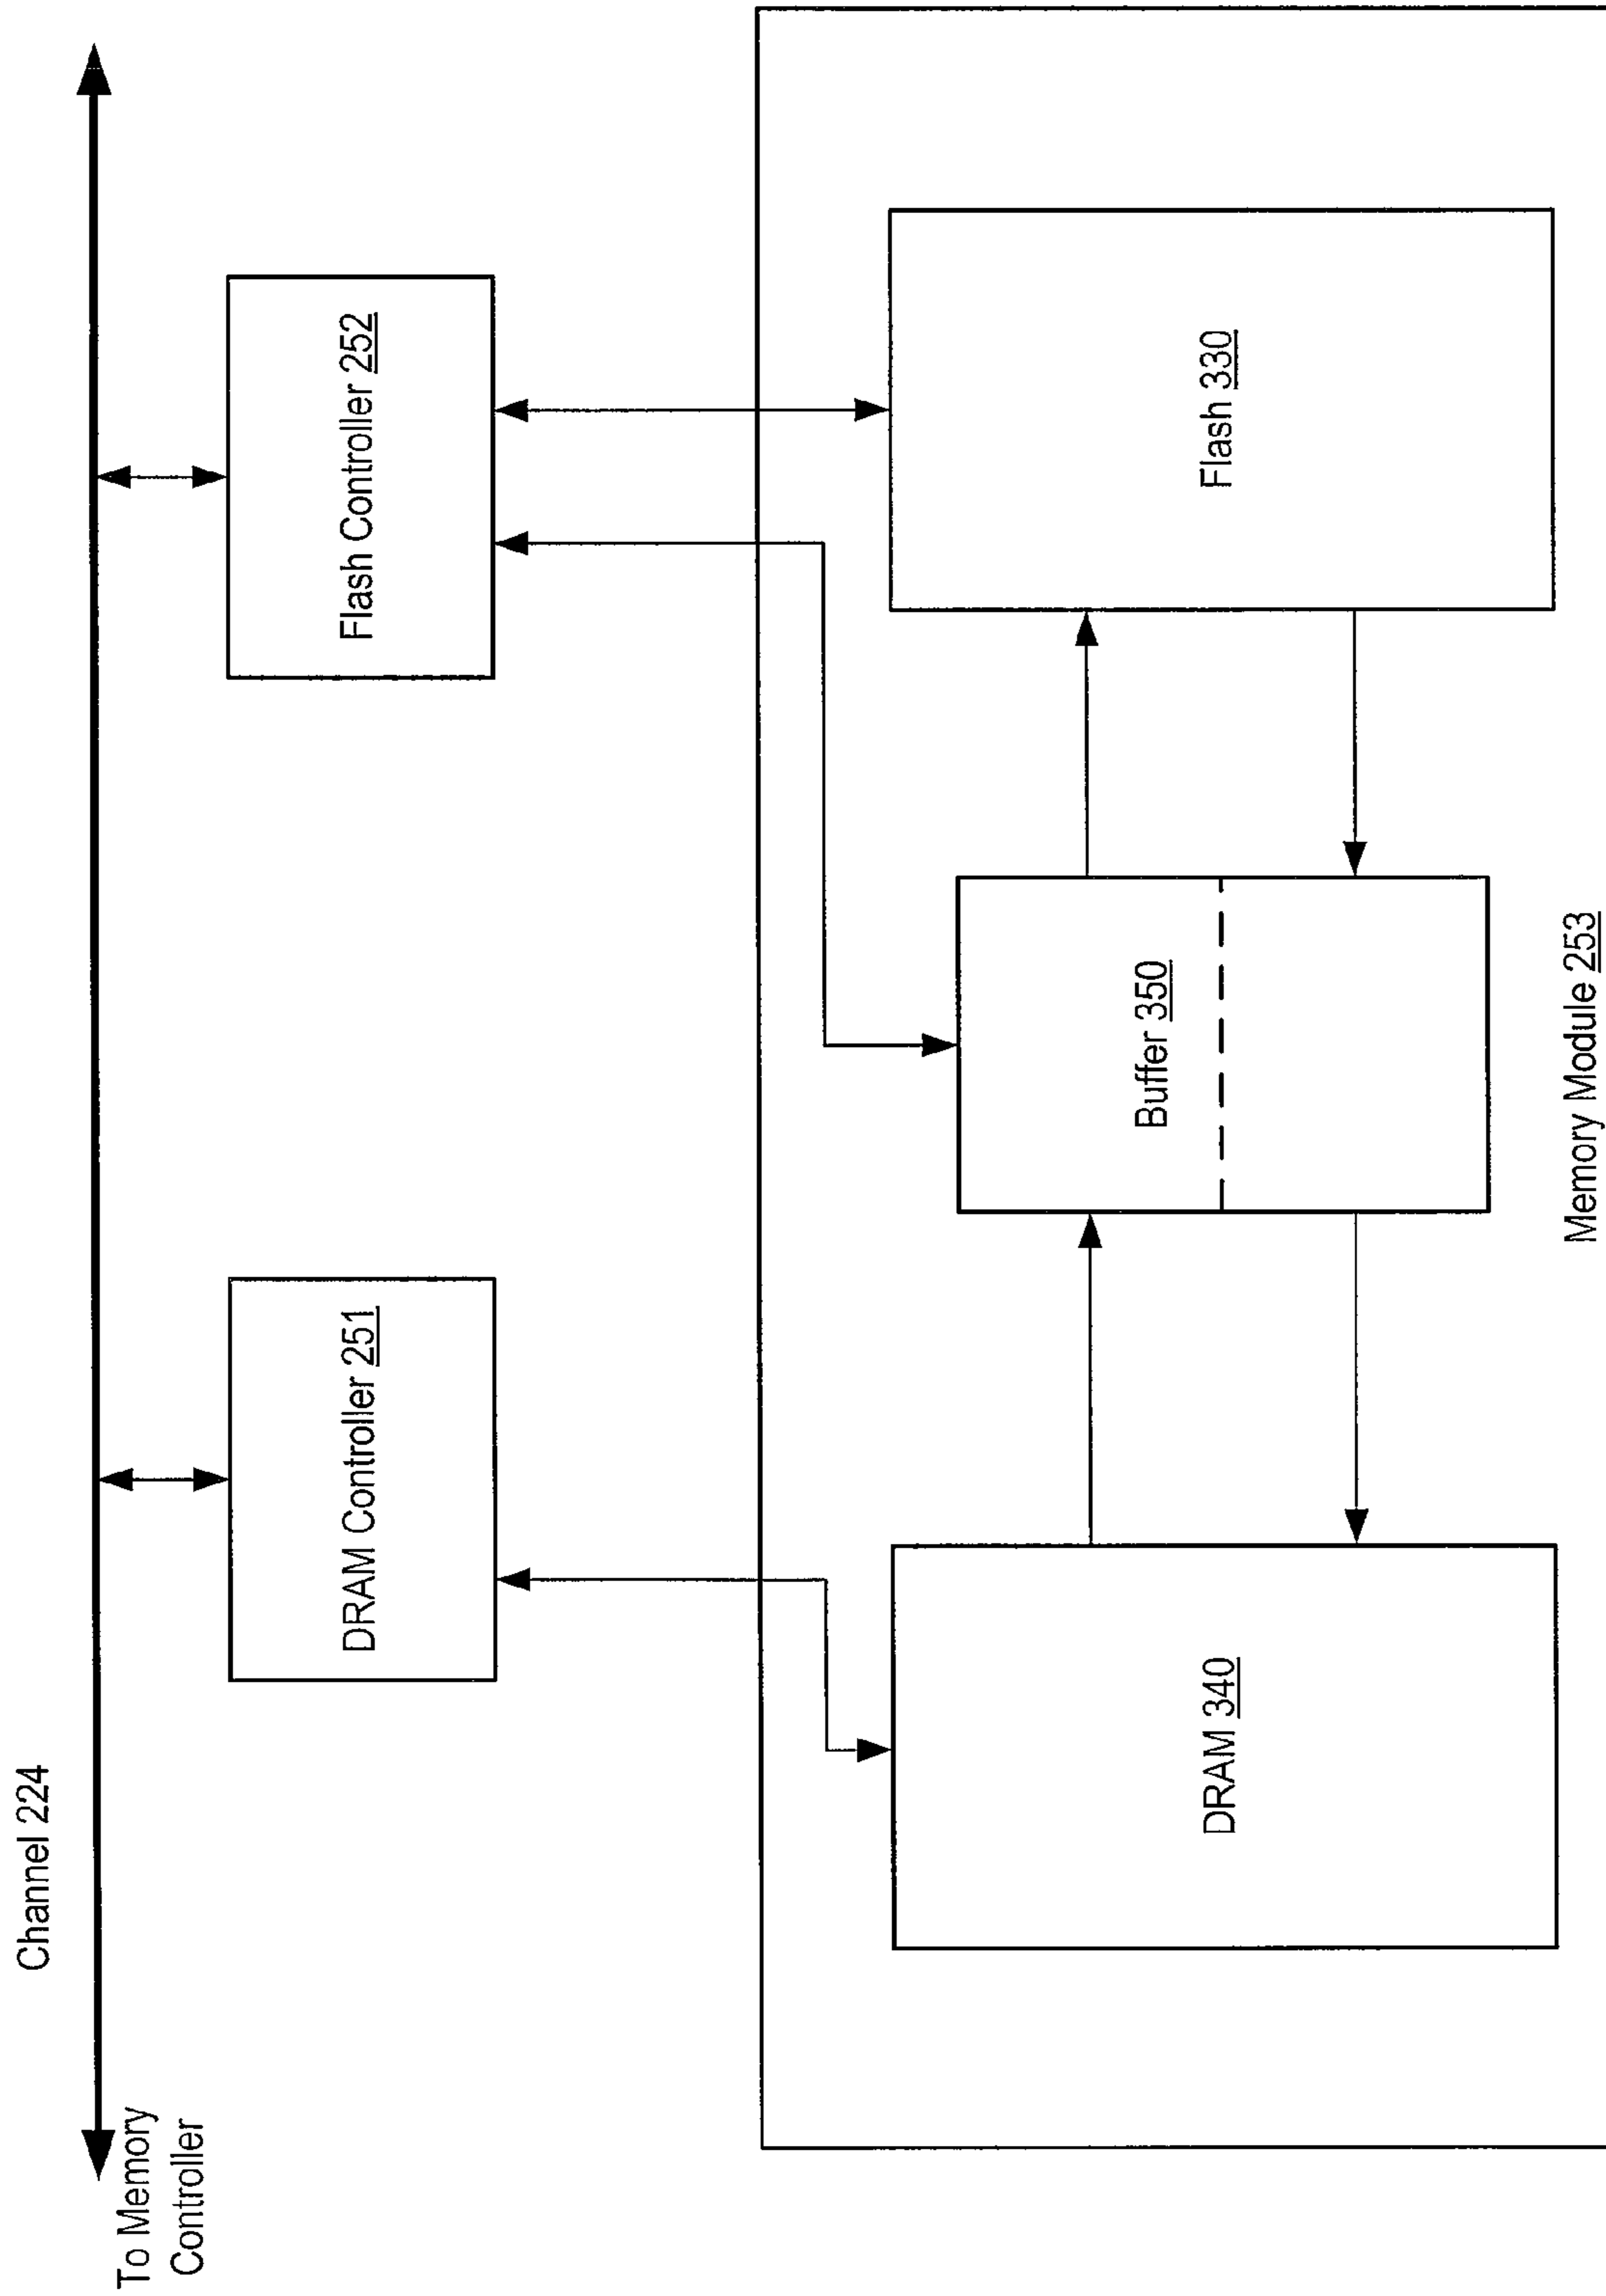 Channel 224
To Memory
Controller
DRAM Controller 251
Flash Controller 252
DRAM 340
Buffer 350
Flash 330
Memory Module 253